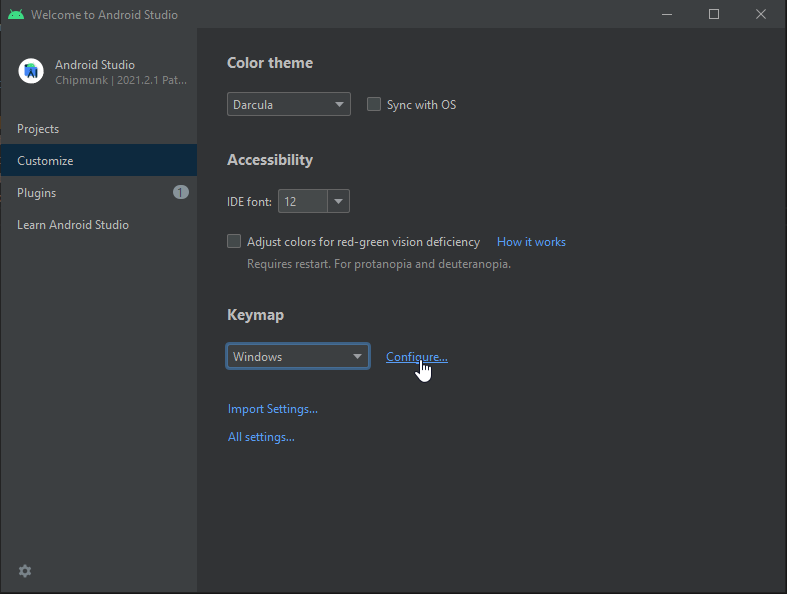 Welcome to Android Studio
Android Studio
Chipmunk | 2021.2.1 Pat...
Projects
Customize
Plugins
1
Learn Android Studio
Color theme
Darcula
Sync with OS
Accessibility
IDE font:
12
Adjust colors for red-green vision deficiency
How it works
Requires restart. For protanopia and deuteranopia.
Keymap
Windows
Configure...
Import Settings...
All settings...